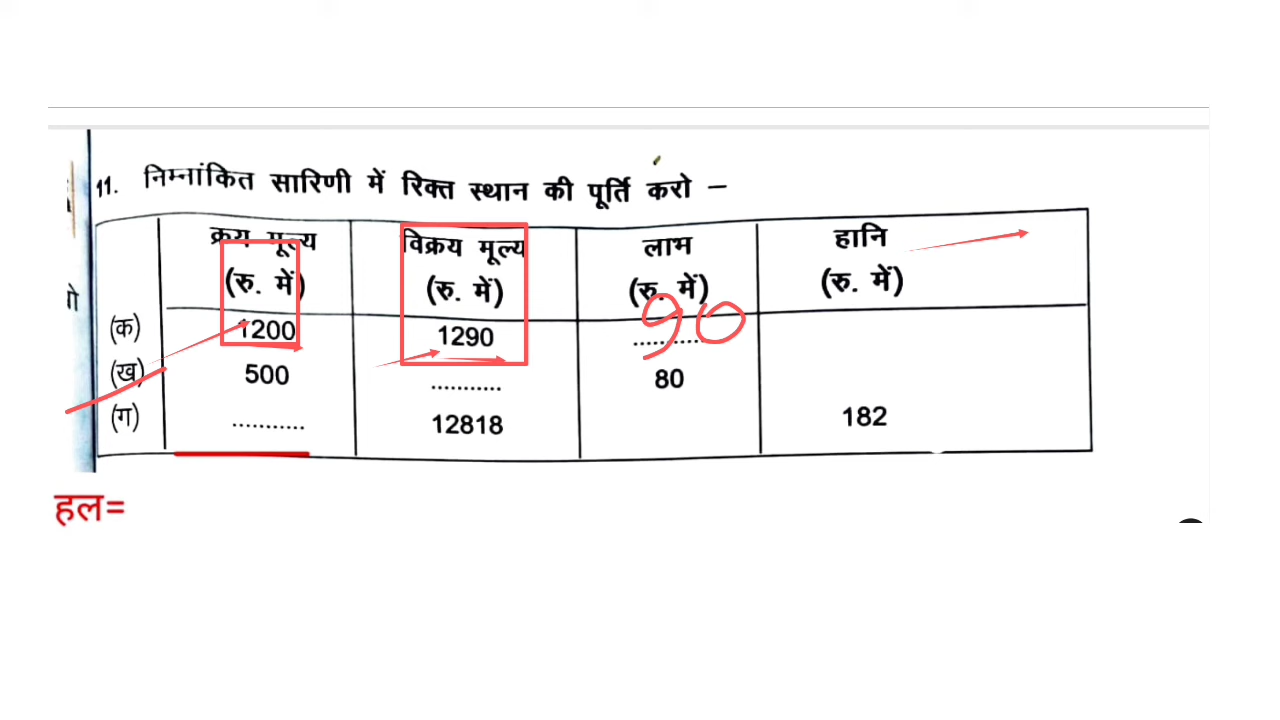 11. निम्नांकित सारिणी में रिक्त स्थान की पूर्ति करो –
क्रय मूल्य विक्रय मूल्य लाभ हानि
(रु. में) (रु. में) (रु. में) (रु. में)
(क) 1200 1290 ........... 90
(ख) 500 ........... 80
(ग) ........... 12818 182
हल=